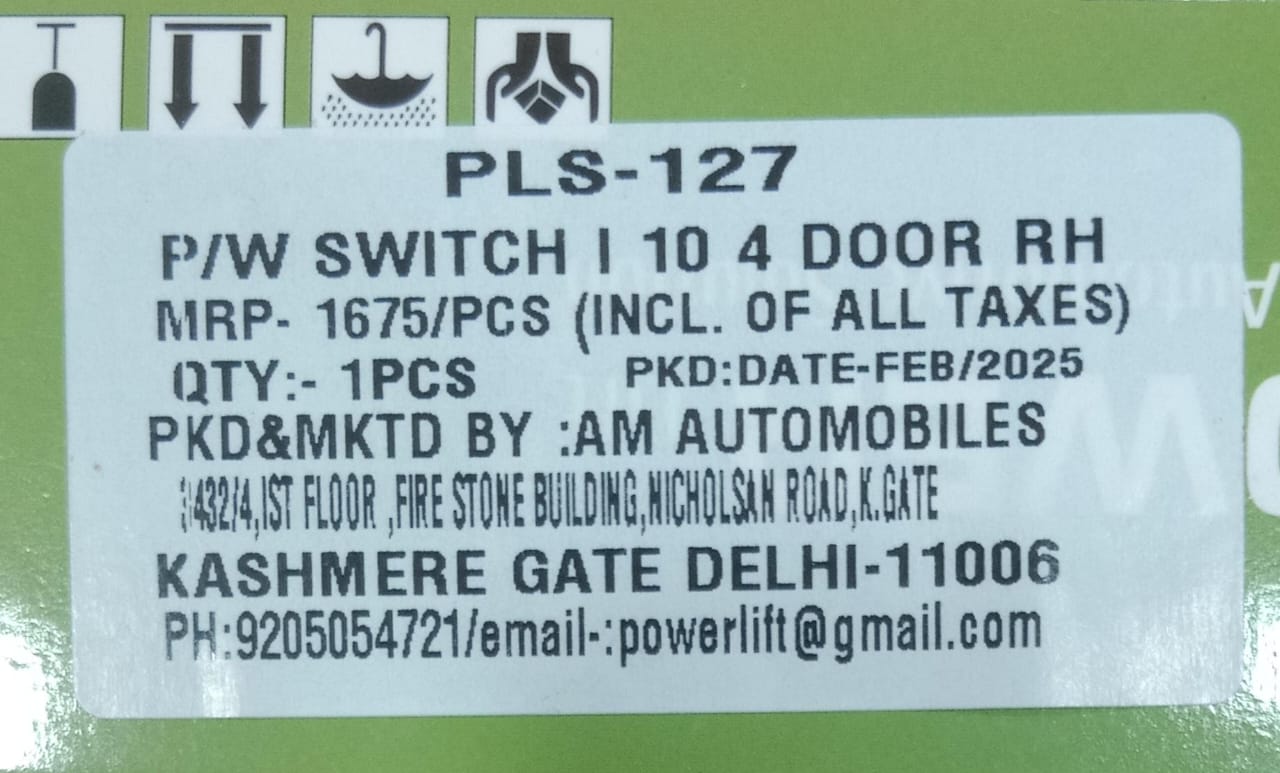 PLS-127
P/W SWITCH I 10 4 DOOR RH
MRP- 1675/PCS (INCL. OF ALL TAXES)
QTY:- 1PCS PKD:DATE-FEB/2025
PKD&MKTD BY :AM AUTOMOBILES
3432/4,IST FLOOR ,FIRE STONE BUILDING,NICHOLSAN ROAD,K.GATE
KASHMERE GATE DELHI-11006
PH:9205054721/email-:powerlift@gmail.com